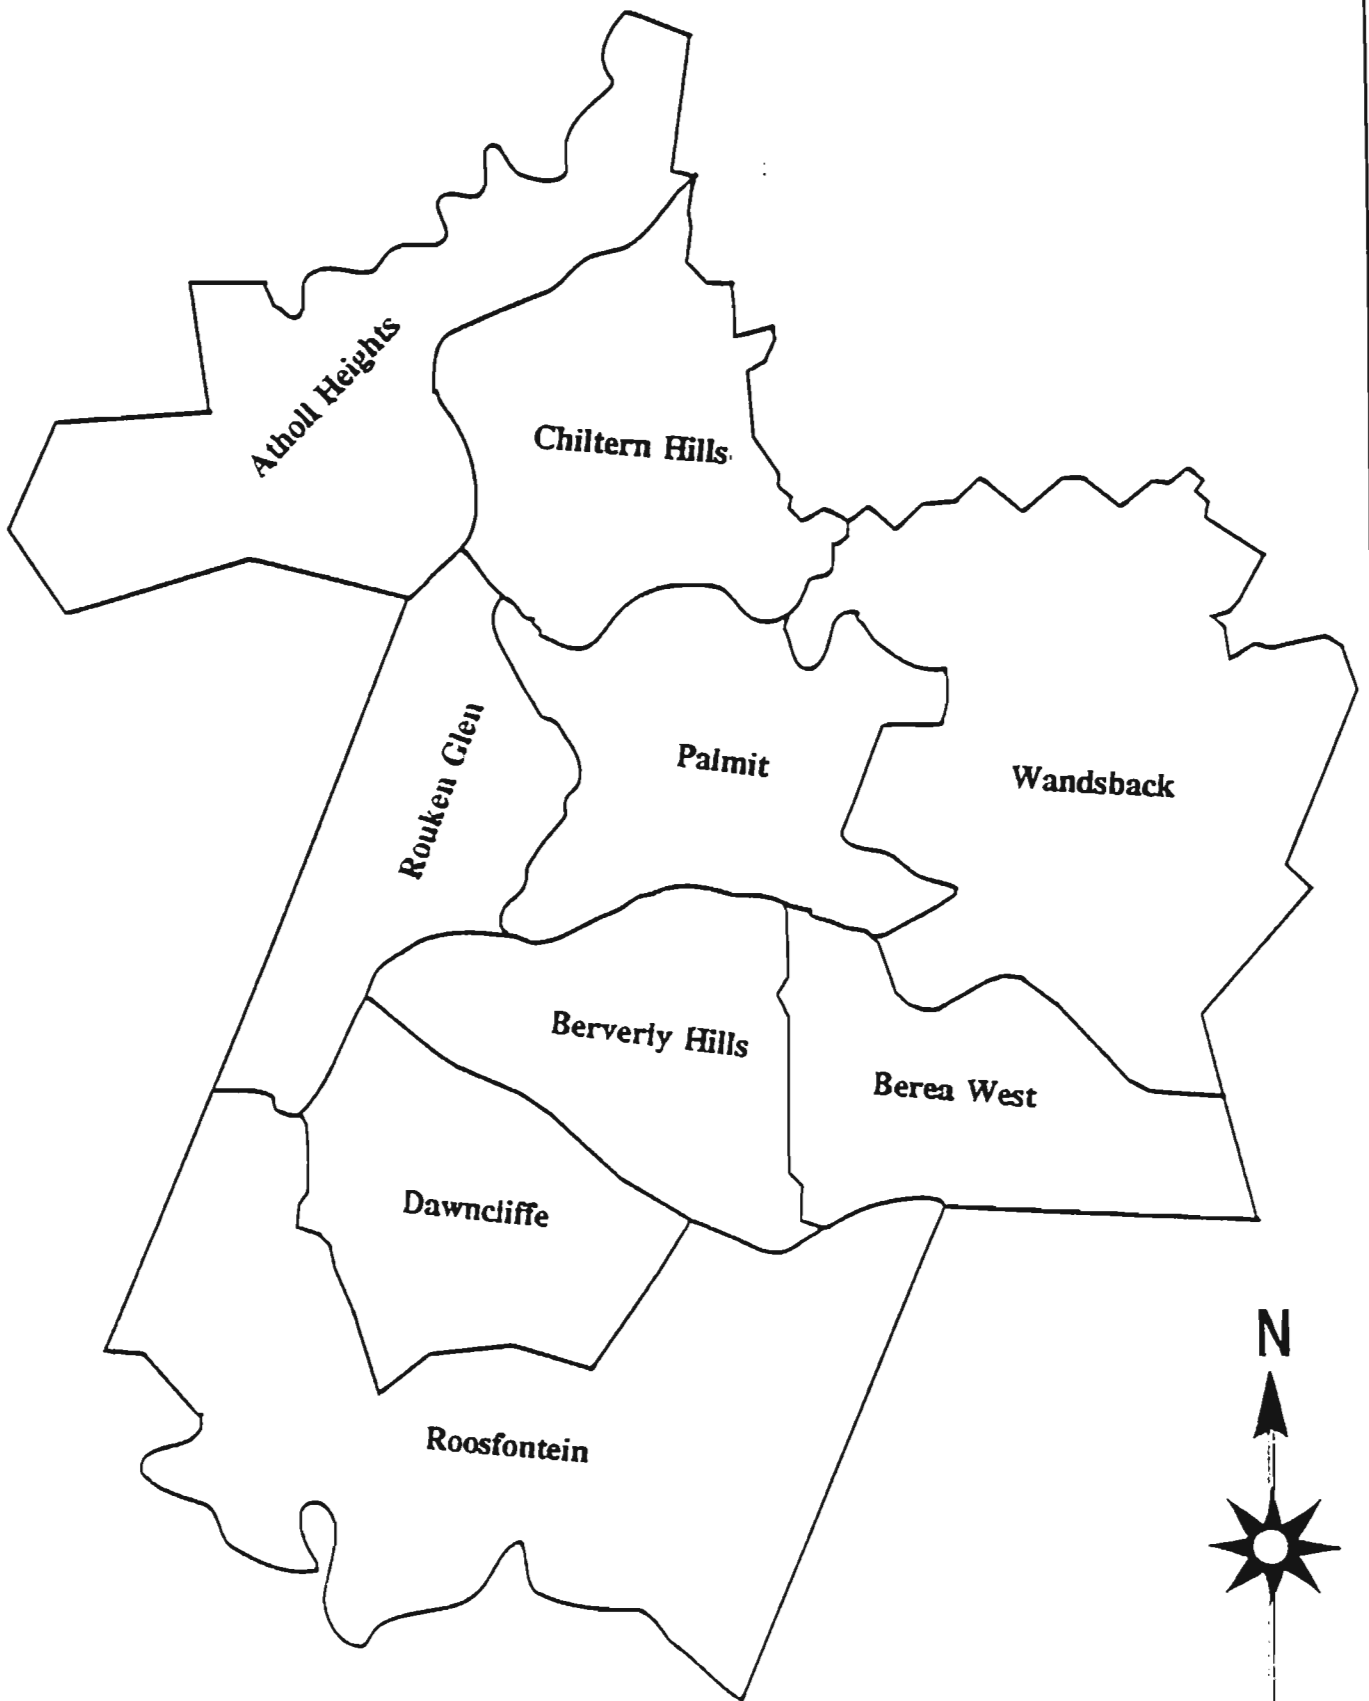 Atholl Heights
Chiltern Hills
Rouken Glen
Palmit
Wandsback
Berverly Hills
Berea West
Dawncliffe
Roosfontein
N